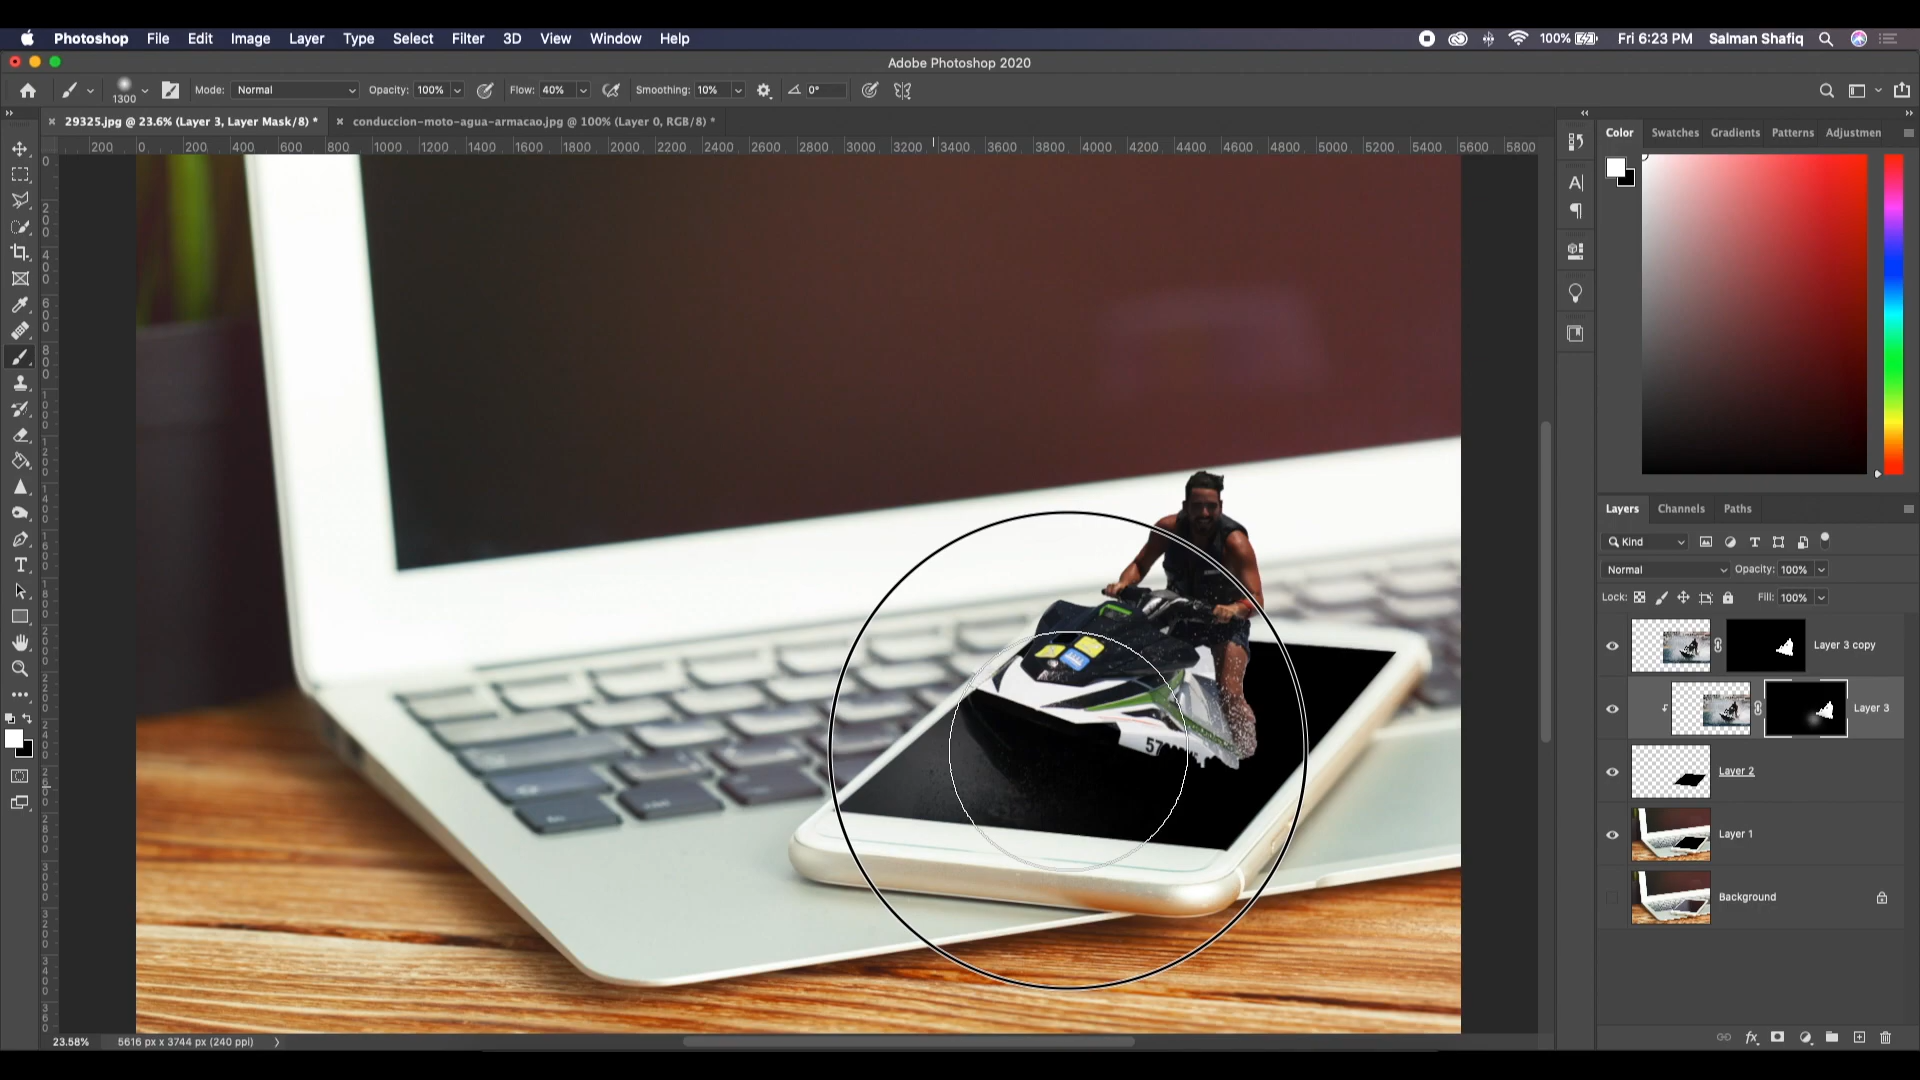 Photoshop File Edit Image Layer Type Select Filter 3D View Window Help 100% Fri 6:23 PM Salman Shafiq
Adobe Photoshop 2020
1300 Mode: Normal Opacity: 100% Flow: 40% Smoothing: 10% 0°
29325.jpg @ 23.6% (Layer 3, Layer Mask/8) * conduccion-moto-agua-armacao.jpg @ 100% (Layer 0, RGB/8) *
200 0 200 400 600 800 1000 1200 1400 1600 1800 2000 2200 2400 2600 2800 3000 3200 3400 3600 3800 4000 4200 4400 4600 4800 5000 5200 5400 5600 5800
Color Swatches Gradients Patterns Adjustmen
Layers Channels Paths
Kind
Normal Opacity: 100%
Lock: Fill: 100%
Layer 3 copy
Layer 3
Layer 2
Layer 1
Background
23.58% 5616 px x 3744 px (240 ppi)